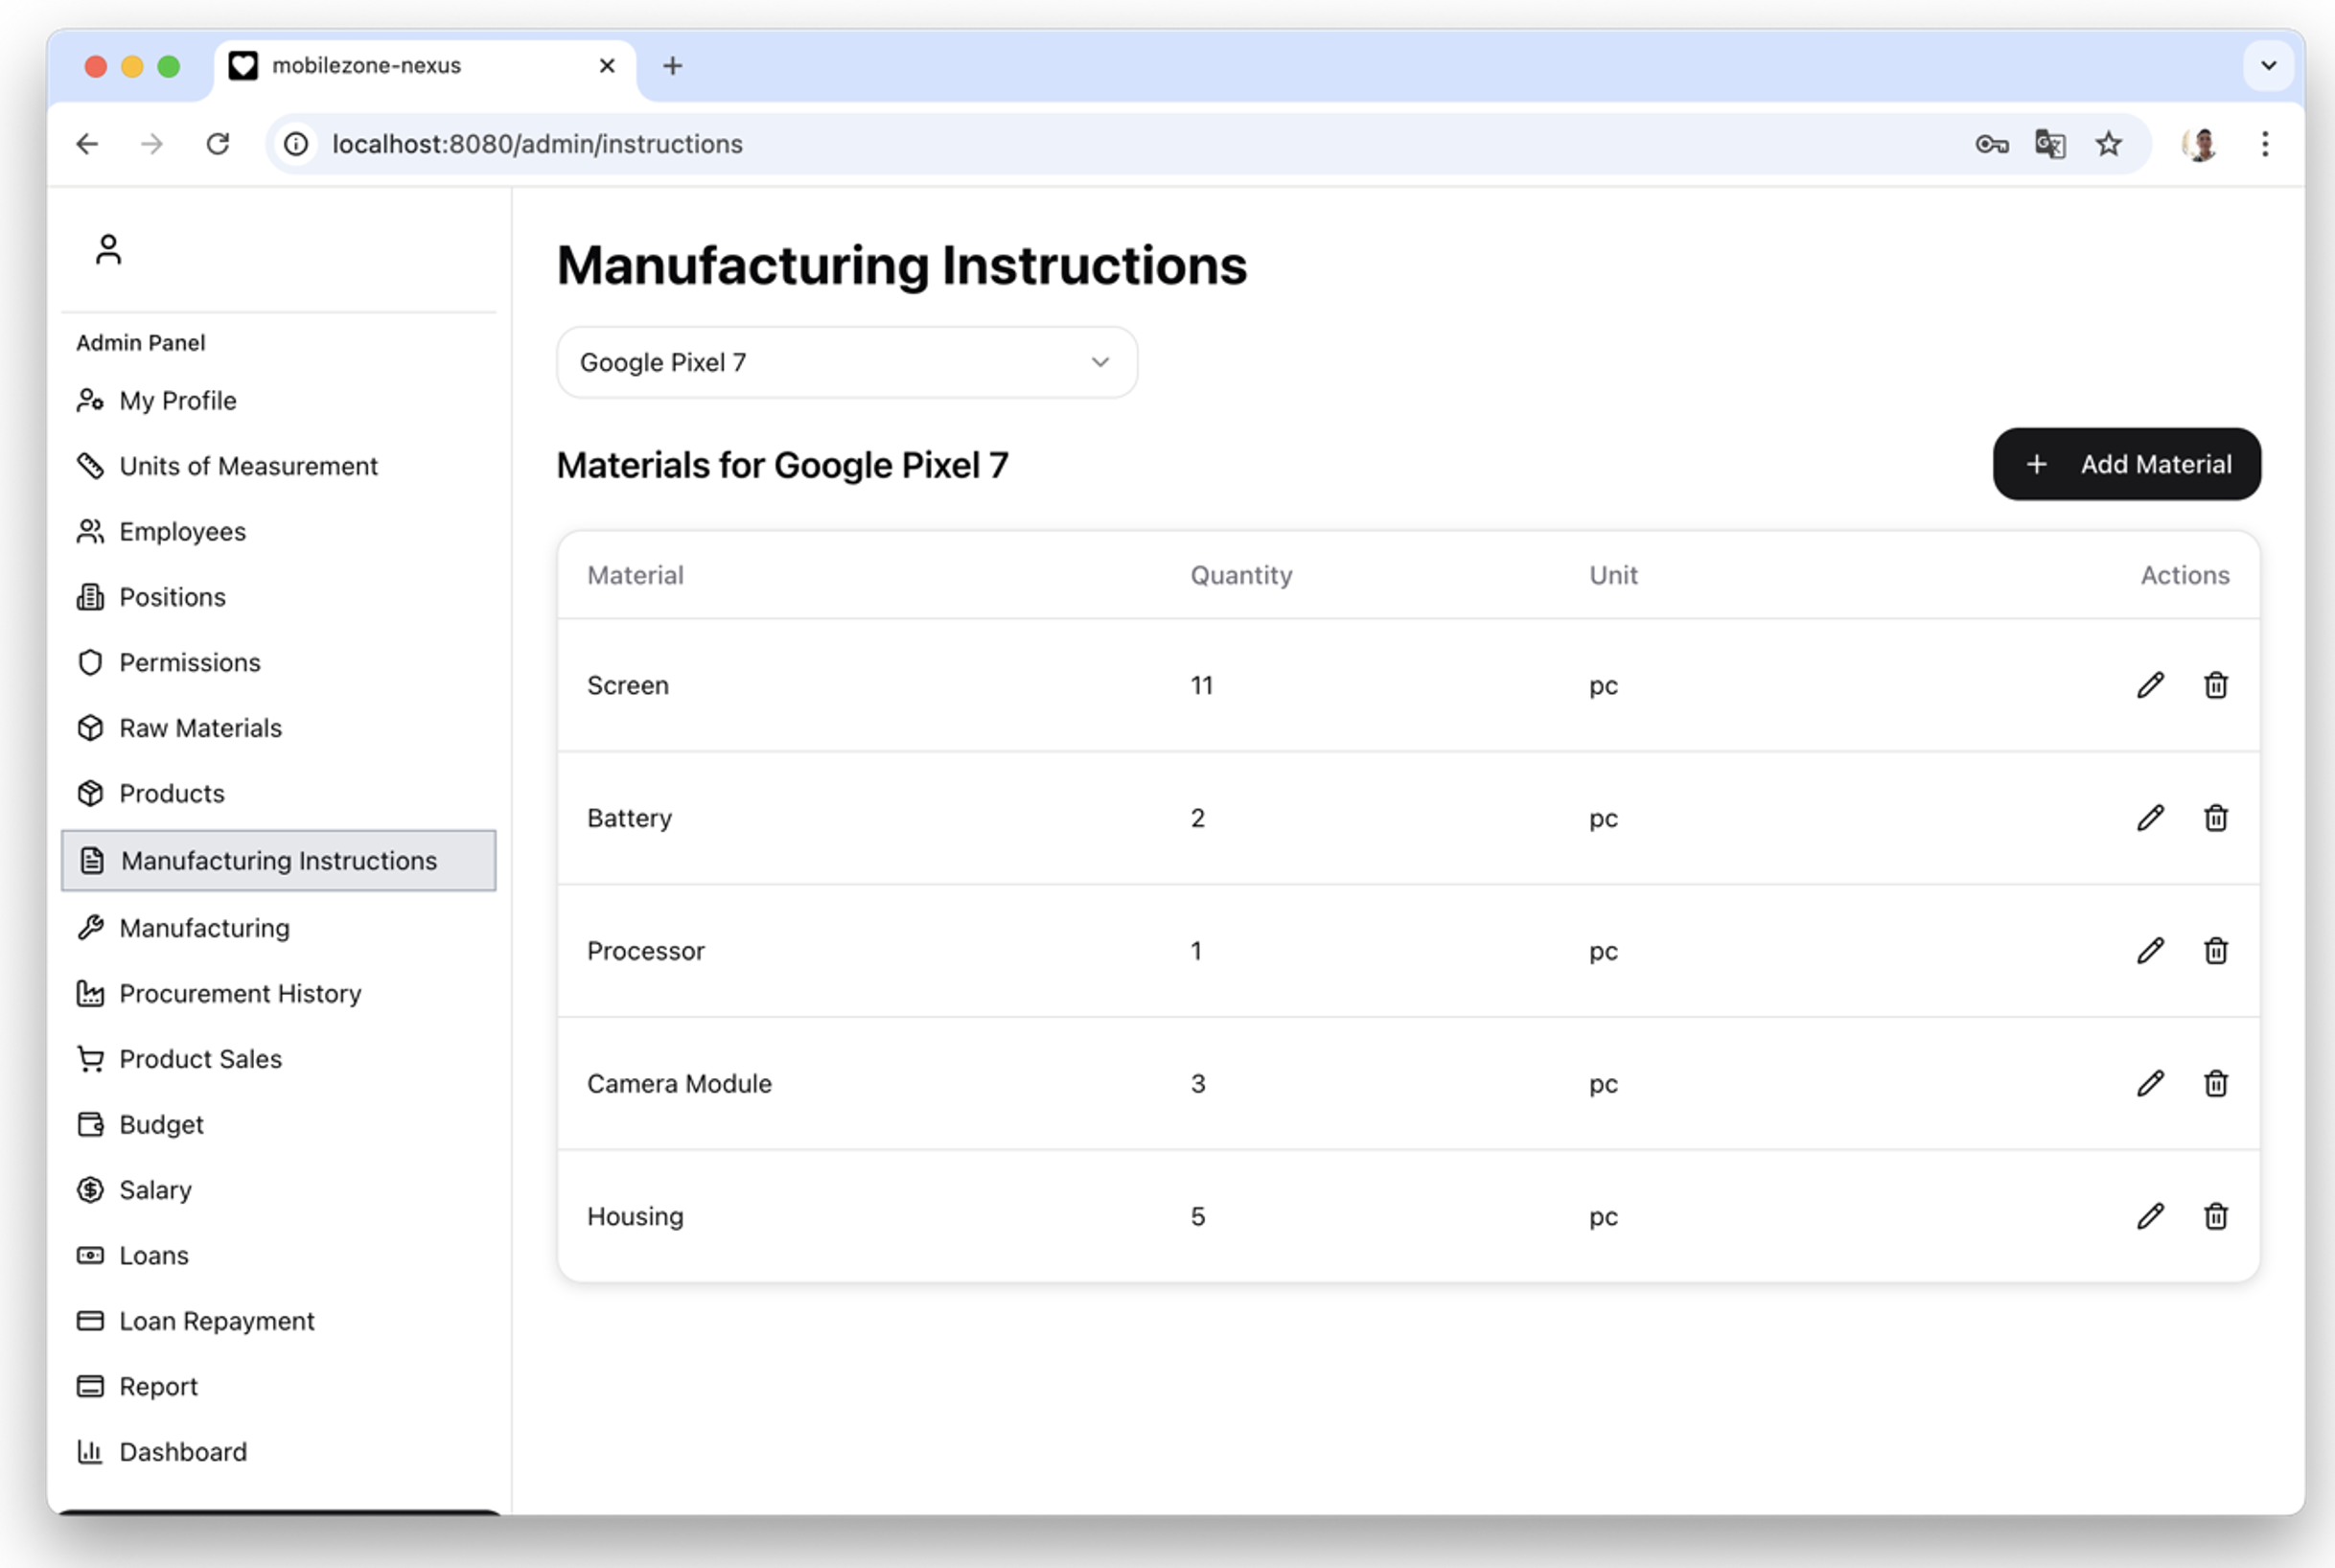 mobilezone-nexus
localhost:8080/admin/instructions
Admin Panel
My Profile
Units of Measurement
Employees
Positions
Permissions
Raw Materials
Products
Manufacturing Instructions
Manufacturing
Procurement History
Product Sales
Budget
Salary
Loans
Loan Repayment
Report
Dashboard
Manufacturing Instructions
Google Pixel 7
Materials for Google Pixel 7
Add Material
Material Quantity Unit Actions
Screen 11 pc
Battery 2 pc
Processor 1 pc
Camera Module 3 pc
Housing 5 pc